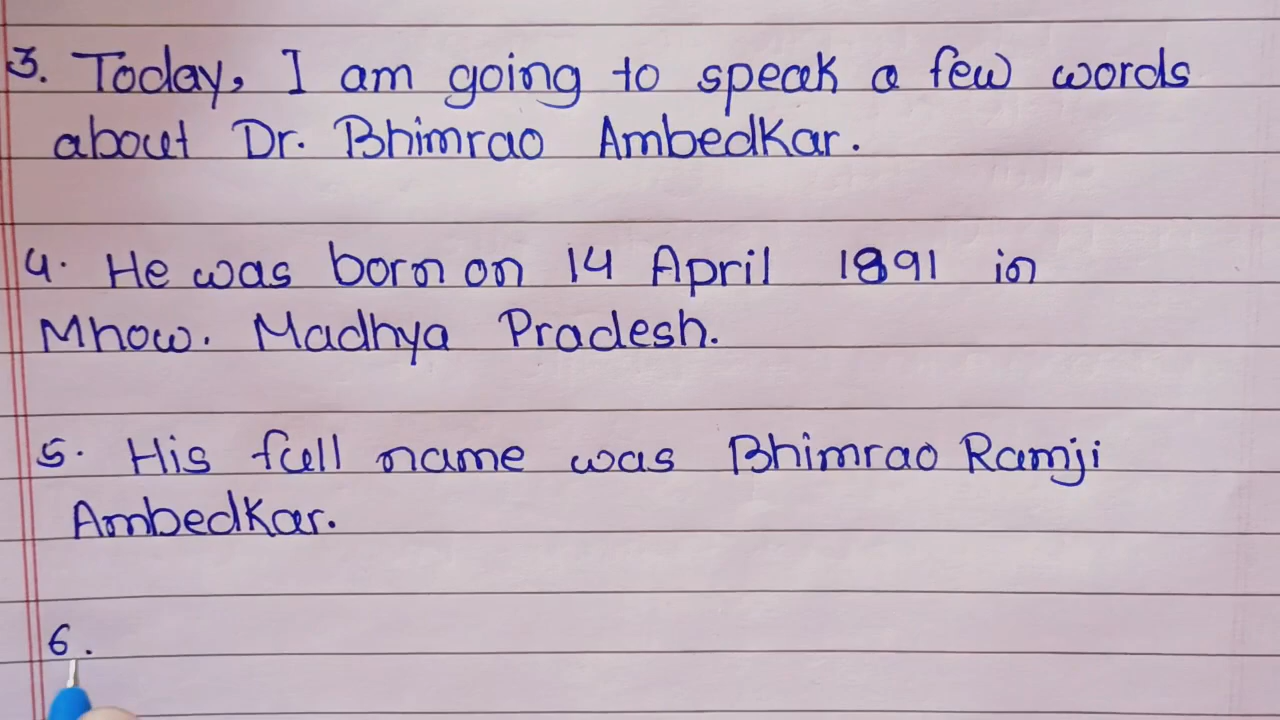 3. Today, I am going to speak a few words
about Dr. Bhimrao Ambedkar.
4. He was born on 14 April 1891 in
Mhow. Madhya Pradesh.
5. His full name was Bhimrao Ramji
Ambedkar.
6.